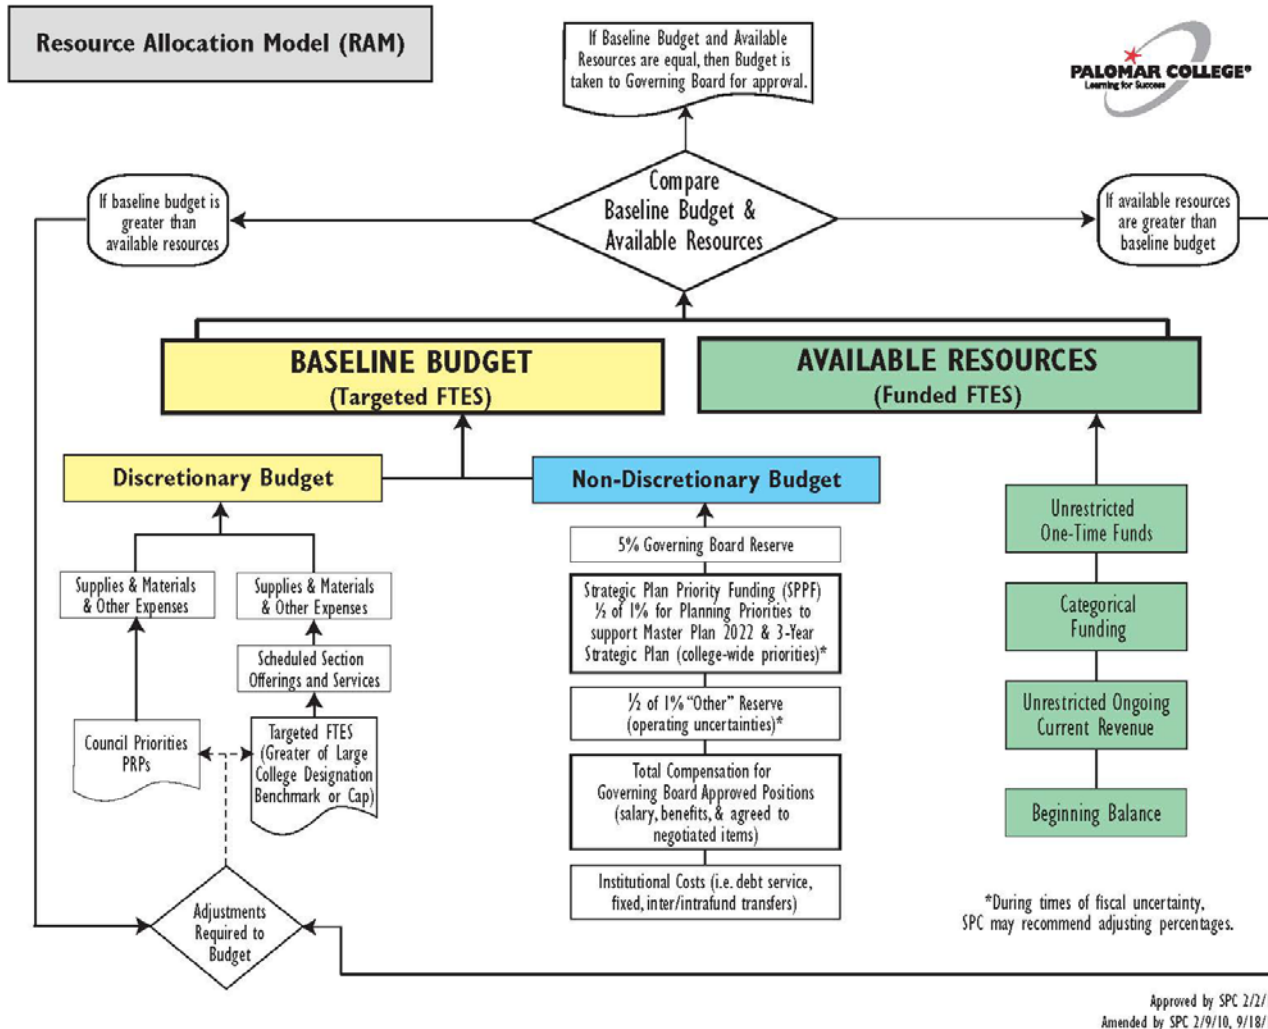 Resource Allocation Model (RAM)
If Baseline Budget and Available
Resources are equal, then Budget is
taken to Governing Board for approval.
PALOMAR COLLEGE®
Learning for Success
Compare
Baseline Budget &
Available Resources
If baseline budget is
greater than
available resources
If available resources
are greater than
baseline budget
BASELINE BUDGET
(Targeted FTES)
AVAILABLE RESOURCES
(Funded FTES)
Discretionary Budget
Non-Discretionary Budget
Supplies & Materials
& Other Expenses
Supplies & Materials
& Other Expenses
Scheduled Section
Offerings and Services
Council Priorities
PRPs
Targeted FTES
(Greater of Large
College Designation
Benchmark or Cap)
Adjustments
Required to
Budget
5% Governing Board Reserve
Strategic Plan Priority Funding (SPPF)
½ of 1% for Planning Priorities to
support Master Plan 2022 & 3-Year
Strategic Plan (college-wide priorities)*
½ of 1% “Other” Reserve
(operating uncertainties)*
Total Compensation for
Governing Board Approved Positions
(salary, benefits, & agreed to
negotiated items)
Institutional Costs (i.e. debt service,
fixed, inter/intrafund transfers)
Unrestricted
One-Time Funds
Categorical
Funding
Unrestricted Ongoing
Current Revenue
Beginning Balance
*During times of fiscal uncertainty,
SPC may recommend adjusting percentages.
Approved by SPC 2/2/
Amended by SPC 2/9/10, 9/18/